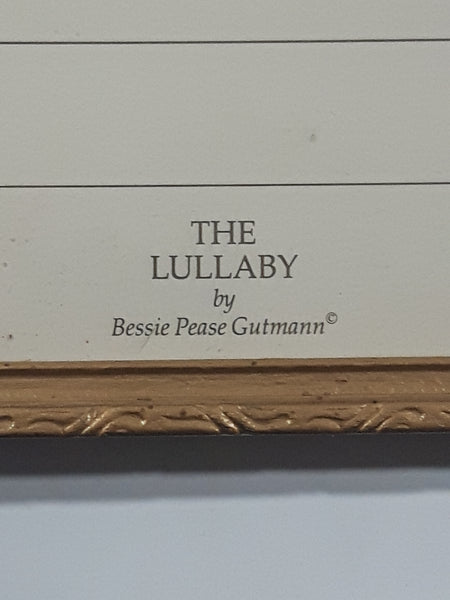 THE
LULLABY
by
Bessie Pease Gutmann©